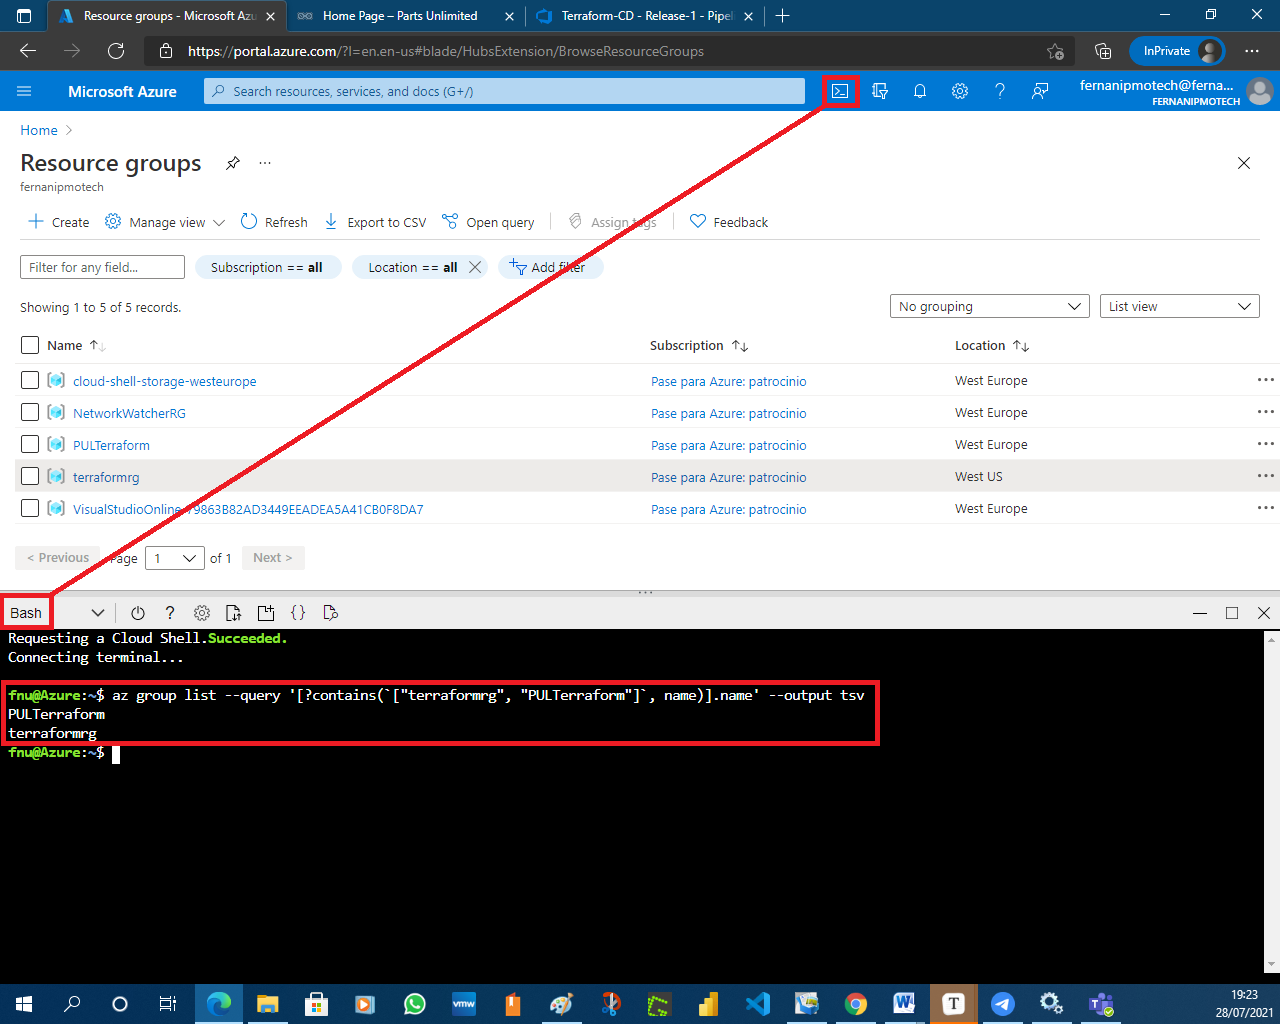 Resource groups - Microsoft Azu
Home Page – Parts Unlimited
Terraform-CD - Release-1 - Pipel
https://portal.azure.com/?l=en.en-us#blade/HubsExtension/BrowseResourceGroups
InPrivate
Microsoft Azure
Search resources, services, and docs (G+/)
fernanipmotech@ferna...
FERNANIPMOTECH
Home
Resource groups
fernanipmotech
Create
Manage view
Refresh
Export to CSV
Open query
Assign tags
Feedback
Filter for any field...
Subscription == all
Location == all
Add filter
Showing 1 to 5 of 5 records.
No grouping
List view
Name
Subscription
Location
cloud-shell-storage-westeurope
Pase para Azure: patrocinio
West Europe
NetworkWatcherRG
Pase para Azure: patrocinio
West Europe
PULTerraform
Pase para Azure: patrocinio
West Europe
terraformrg
Pase para Azure: patrocinio
West US
Pase para Azure: patrocinio
West Europe
< Previous
Page
1
of 1
Next >
Bash
Requesting a Cloud Shell.Succeeded.
Connecting terminal...
fnu@Azure:~$ az group list --query '[?contains(`["terraformrg", "PULTerraform"]`, name)].name' --output tsv
PULTerraform
terraformrg
fnu@Azure:~$
19:23
28/07/2021